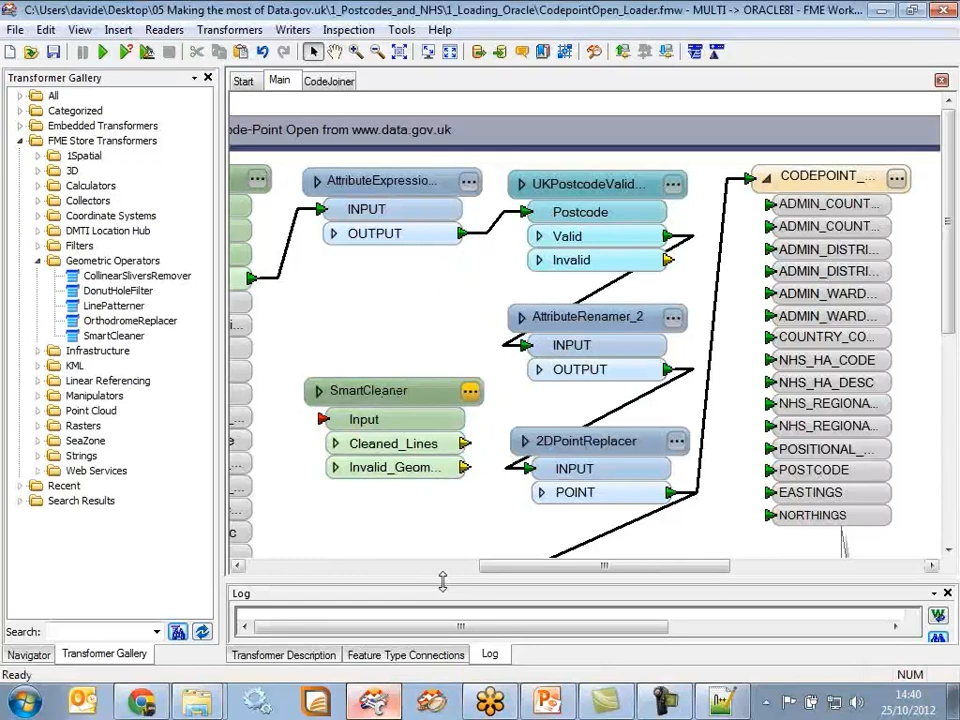 C:\Users\davide\Desktop\05 Making the most of Data.gov.uk\1_Postcodes_and_NHS\1_Loading_Oracle\CodepointOpen_Loader.fmw - MULTI -> ORACLE8I - FME Work...
File Edit View Insert Readers Transformers Writers Inspection Tools Help
Transformer Gallery
All
Categorized
Embedded Transformers
FME Store Transformers
1Spatial
3D
Calculators
Collectors
Coordinate Systems
DMTI Location Hub
Filters
Geometric Operators
CollinearSliversRemover
DonutHoleFilter
LinePatterner
OrthodromeReplacer
SmartCleaner
Infrastructure
KML
Linear Referencing
Manipulators
Point Cloud
Rasters
SeaZone
Strings
Web Services
Recent
Search Results
Search:
Navigator Transformer Gallery
Start Main CodeJoiner
ode-Point Open from www.data.gov.uk
AttributeExpressio...
INPUT
OUTPUT
SmartCleaner
Input
Cleaned_Lines
Invalid_Geom...
UKPostcodeValid...
Postcode
Valid
Invalid
AttributeRenamer_2
INPUT
OUTPUT
2DPointReplacer
INPUT
POINT
CODEPOINT_...
ADMIN_COUNT...
ADMIN_COUNT...
ADMIN_DISTRI...
ADMIN_DISTRI...
ADMIN_WARD...
ADMIN_WARD...
COUNTRY_CO...
NHS_HA_CODE
NHS_HA_DESC
NHS_REGIONA...
NHS_REGIONA...
POSITIONAL_...
POSTCODE
EASTINGS
NORTHINGS
Log
Transformer Description Feature Type Connections Log
Ready
NUM
14:40
25/10/2012